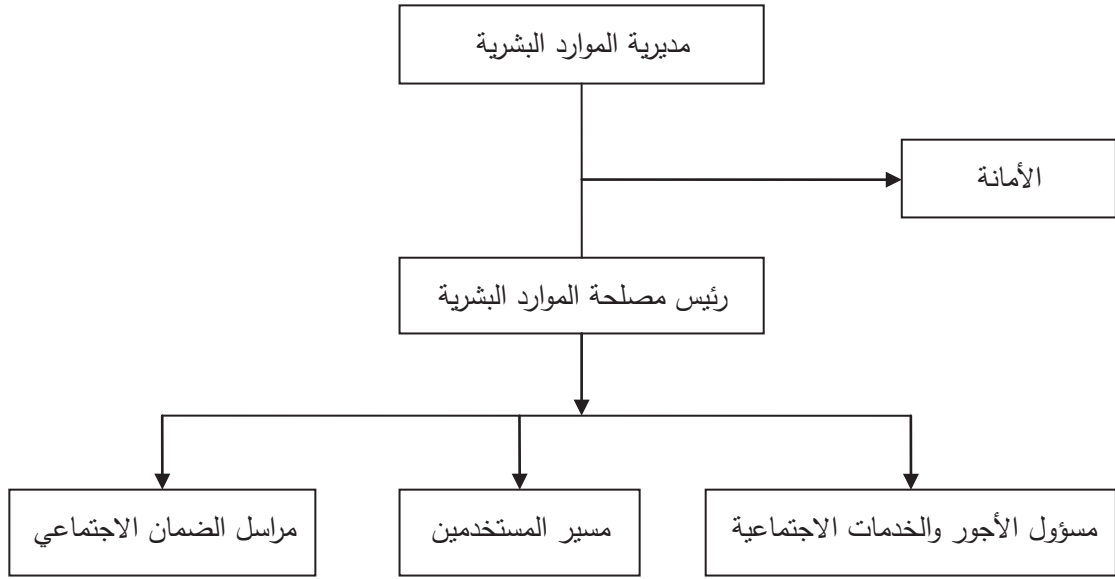 مديرية الموارد البشرية
الأمانة
رئيس مصلحة الموارد البشرية
مسؤول الأجور والخدمات الاجتماعية
مسير المستخدمين
مراسل الضمان الاجتماعي